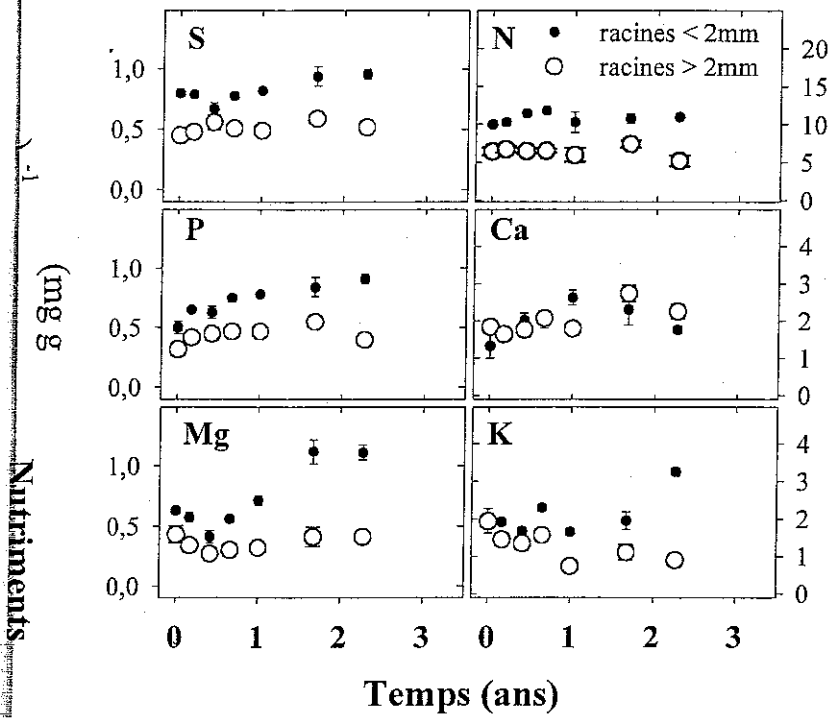 S
N
racines < 2mm
racines > 2mm
1,0
0,5
0,0
20
15
10
5
0
P
Ca
1,0
0,5
0,0
4
3
2
1
0
Mg
K
1,0
0,5
0,0
4
3
2
1
0
0 1 2 3
0 1 2 3
Temps (ans)
Nutriments
(mg g
) -1